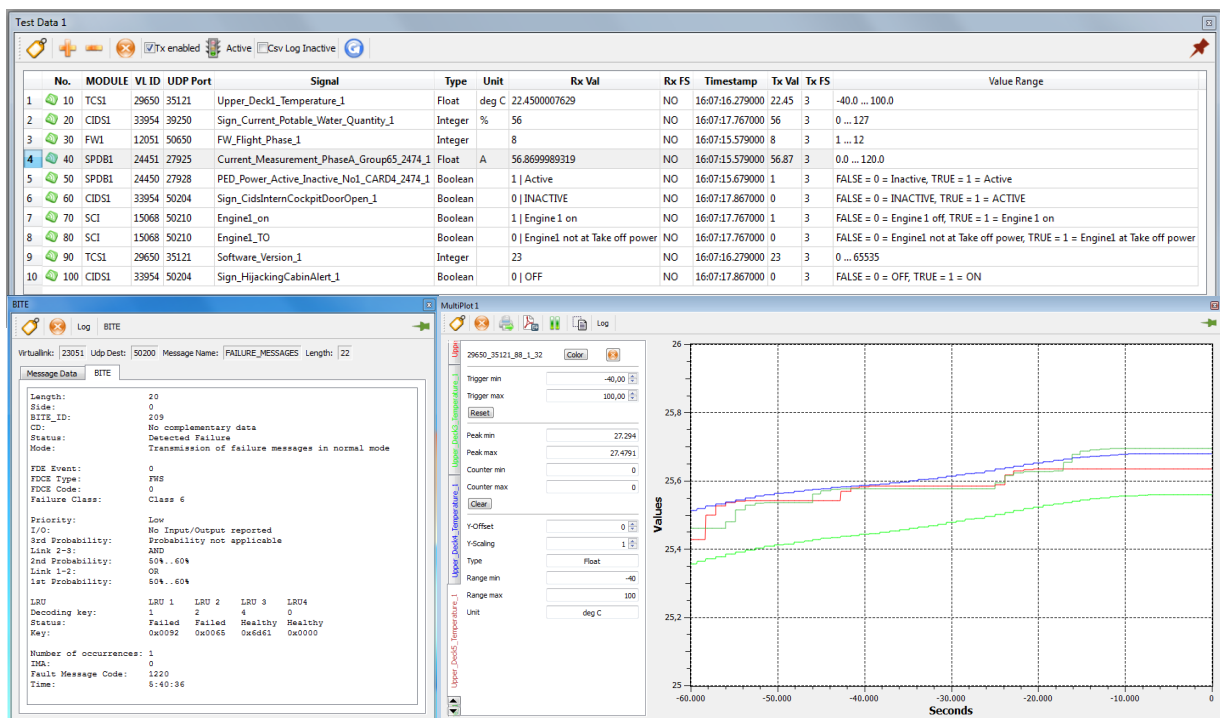 Test Data 1
Tx enabled Active Csv Log Inactive
No. MODULE VL ID UDP Port Signal Type Unit Rx Val Rx FS Timestamp Tx Val Tx FS Value Range
1 10 TCS1 29650 35121 Upper_Deck1_Temperature_1 Float deg C 22.4500007629 NO 16:07:16.279000 22.45 3 -40.0 ... 100.0
2 20 CIDS1 33954 39250 Sign_Current_Potable_Water_Quantity_1 Integer % 56 NO 16:07:17.767000 56 3 0 ... 127
3 30 FW1 12051 50650 FW_Flight_Phase_1 Integer 8 NO 16:07:15.579000 8 3 1 ... 12
4 40 SPDB1 24451 27925 Current_Measurement_PhaseA_Group65_2474_1 Float A 56.8699989319 NO 16:07:15.579000 56.87 3 0.0 ... 120.0
5 50 SPDB1 24450 27928 PED_Power_Active_Inactive_No1_CARD4_2474_1 Boolean 1 | Active NO 16:07:15.679000 1 3 FALSE = 0 = Inactive, TRUE = 1 = Active
6 60 CIDS1 33954 50204 Sign_CidsInternCockpitDoorOpen_1 Boolean 0 | INACTIVE NO 16:07:17.867000 0 3 FALSE = 0 = INACTIVE, TRUE = 1 = ACTIVE
7 70 SCI 15068 50210 Engine1_on Boolean 1 | Engine 1 on NO 16:07:17.767000 1 3 FALSE = 0 = Engine 1 off, TRUE = 1 = Engine 1 on
8 80 SCI 15068 50210 Engine1_TO Boolean 0 | Engine1 not at Take off power NO 16:07:17.767000 0 3 FALSE = 0 = Engine1 not at Take off power, TRUE = 1 = Engine1 at Take off power
9 90 TCS1 29650 35121 Software_Version_1 Integer 23 NO 16:07:16.279000 23 3 0 ... 65535
10 100 CIDS1 33954 50204 Sign_HijackingCabinAlert_1 Boolean 0 | OFF NO 16:07:17.867000 0 3 FALSE = 0 = OFF, TRUE = 1 = ON
BITE
Log BITE
Virtuallink: 23051 Udp Dest: 50200 Message Name: FAILURE_MESSAGES Length: 22
Message Data BITE
Length: 20
Side: 0
BITE_ID: 209
CD: No complementary data
Status: Detected Failure
Mode: Transmission of failure messages in normal mode
FDE Event: 0
FDCE Type: FWS
FDCE Code: 0
Failure Class: Class 6
Priority: Low
I/O: No Input/Output reported
3rd Probability: Probability not applicable
Link 2-3: AND
2nd Probability: 50%..60%
Link 1-2: OR
1st Probability: 50%..60%
LRU LRU 1 LRU 2 LRU 3 LRU4
Decoding key: 1 2 4 0
Status: Failed Failed Healthy Healthy
Key: 0x0092 0x0065 0x6d61 0x0000
Number of occurrences: 1
IMA: 0
Fault Message Code: 1220
Time: 5:40:36
MultiPlot 1
Log
Upper_Deck3_Temperature_1
Upper_Deck4_Temperature_1
Upper_Deck5_Temperature_1
29650_35121_88_1_32 Color
Trigger min -40,00
Trigger max 100,00
Reset
Peak min 27.294
Peak max 27.4791
Counter min 0
Counter max 0
Clear
Y-Offset 0
Y-Scaling 1
Type Float
Range min -40
Range max 100
Unit deg C
Values
26
25,8
25,6
25,4
25,2
25
-60.000 -50.000 -40.000 -30.000 -20.000 -10.000 0
Seconds